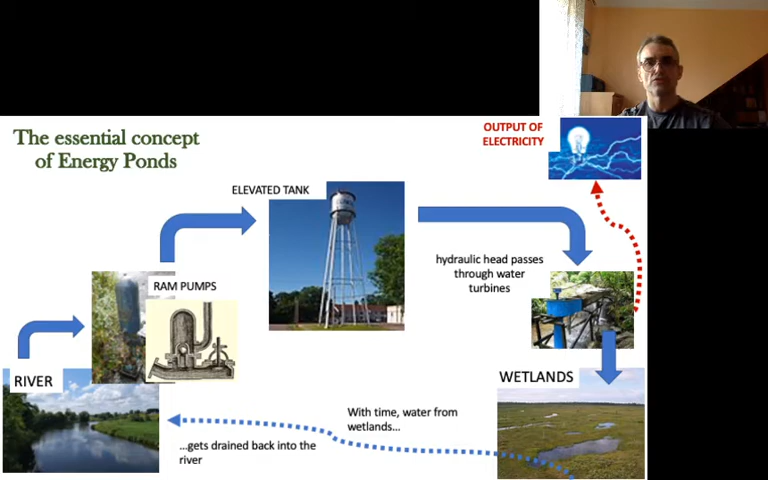 The essential concept
of Energy Ponds
OUTPUT OF
ELECTRICITY
ELEVATED TANK
hydraulic head passes
through water
turbines
RAM PUMPS
RIVER
WETLANDS
With time, water from
wetlands...
...gets drained back into the
river